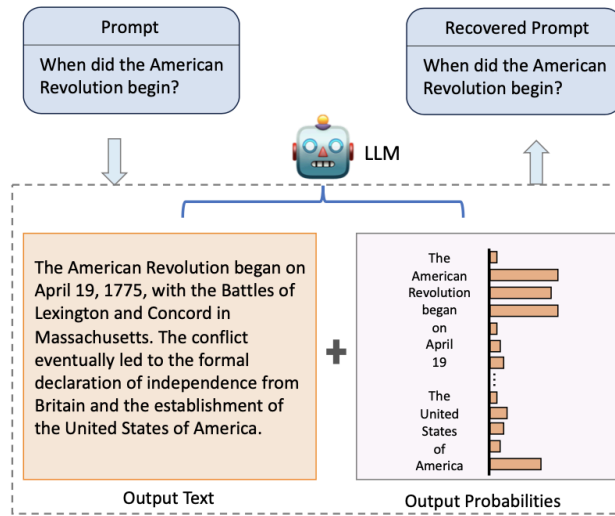 Prompt
When did the American
Revolution begin?
Recovered Prompt
When did the American
Revolution begin?
LLM
The American Revolution began on
April 19, 1775, with the Battles of
Lexington and Concord in
Massachusetts. The conflict
eventually led to the formal
declaration of independence from
Britain and the establishment of
the United States of America.
Output Text
+
The
American
Revolution
began
on
April
19
The
United
States
of
America
Output Probabilities